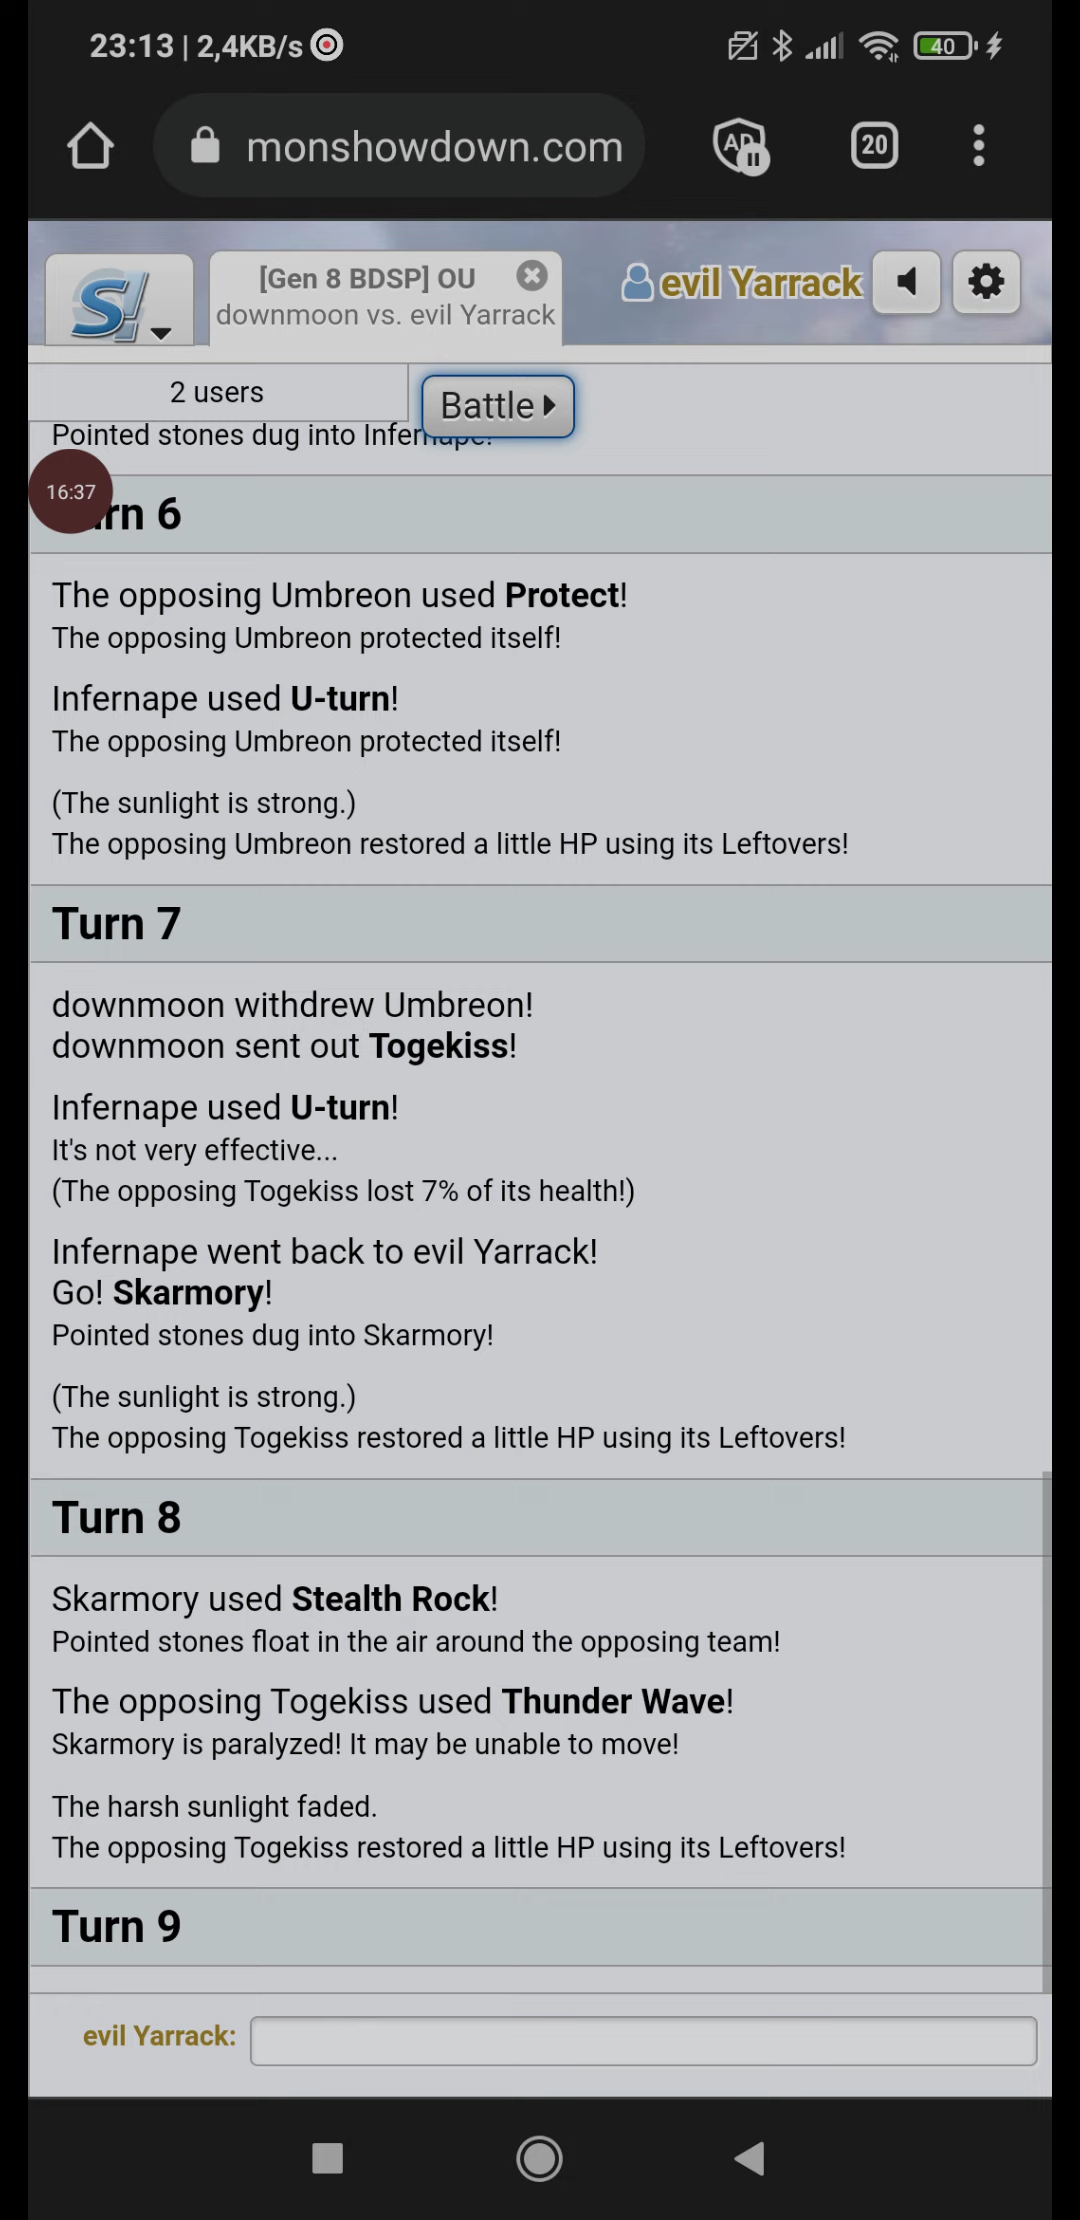 23:13 | 2,4KB/s
40
monshowdown.com
AD
20
S!
[Gen 8 BDSP] OU
downmoon vs. evil Yarrack
evil Yarrack
2 users
Battle
Pointed stones dug into Infernape!
16:37
rn 6
The opposing Umbreon used Protect!
The opposing Umbreon protected itself!
Infernape used U-turn!
The opposing Umbreon protected itself!
(The sunlight is strong.)
The opposing Umbreon restored a little HP using its Leftovers!
Turn 7
downmoon withdrew Umbreon!
downmoon sent out Togekiss!
Infernape used U-turn!
It's not very effective...
(The opposing Togekiss lost 7% of its health!)
Infernape went back to evil Yarrack!
Go! Skarmory!
Pointed stones dug into Skarmory!
(The sunlight is strong.)
The opposing Togekiss restored a little HP using its Leftovers!
Turn 8
Skarmory used Stealth Rock!
Pointed stones float in the air around the opposing team!
The opposing Togekiss used Thunder Wave!
Skarmory is paralyzed! It may be unable to move!
The harsh sunlight faded.
The opposing Togekiss restored a little HP using its Leftovers!
Turn 9
evil Yarrack: